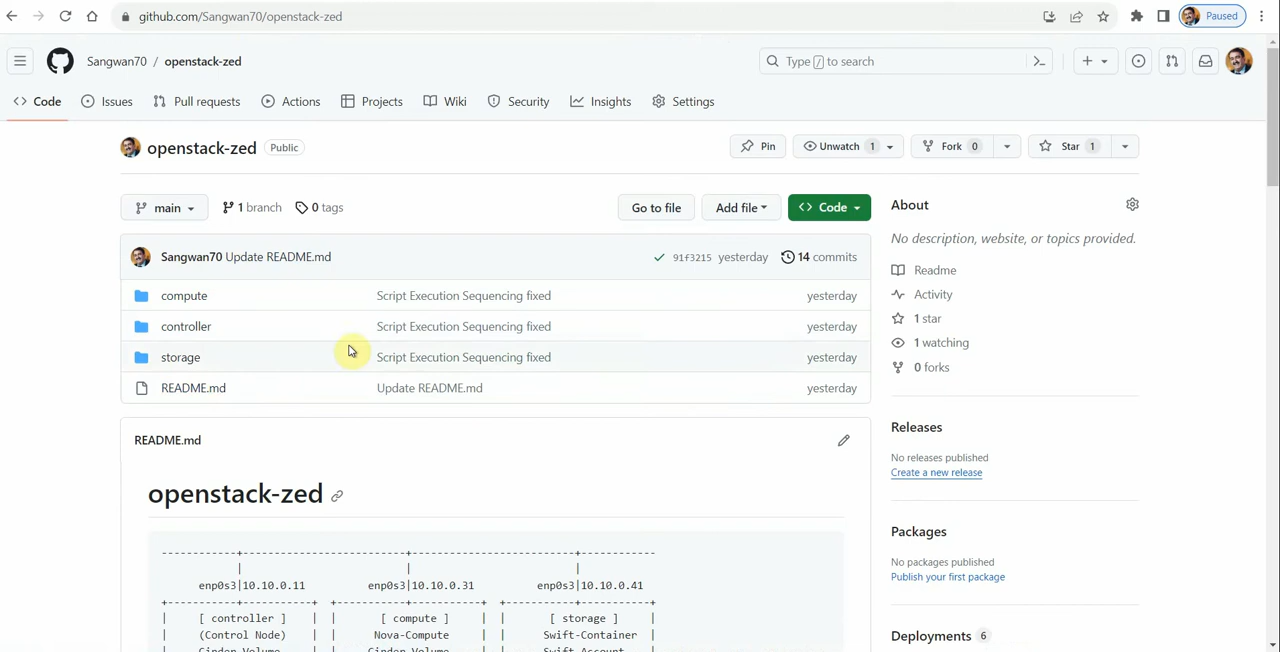 github.com/Sangwan70/openstack-zed
Paused
Sangwan70 / openstack-zed
Type / to search
Code Issues Pull requests Actions Projects Wiki Security Insights Settings
openstack-zed Public
Pin Unwatch 1 Fork 0 Star 1
main 1 branch 0 tags Go to file Add file Code
Sangwan70 Update README.md 91f3215 yesterday 14 commits
compute Script Execution Sequencing fixed yesterday
controller Script Execution Sequencing fixed yesterday
storage Script Execution Sequencing fixed yesterday
README.md Update README.md yesterday
README.md
openstack-zed
------------+--------------------------+--------------------------+------------
| | |
enp0s3|10.10.0.11 enp0s3|10.10.0.31 enp0s3|10.10.0.41
+-----------+-----------+ +-----------+-----------+ +-----------+-----------+
| [ controller ] | | [ compute ] | | [ storage ] |
| (Control Node) | | Nova-Compute | | Swift-Container |
| Cinder-Volume | | Cinder-Volume | | Swift-Account |
About
No description, website, or topics provided.
Readme
Activity
1 star
1 watching
0 forks
Releases
No releases published
Create a new release
Packages
No packages published
Publish your first package
Deployments 6